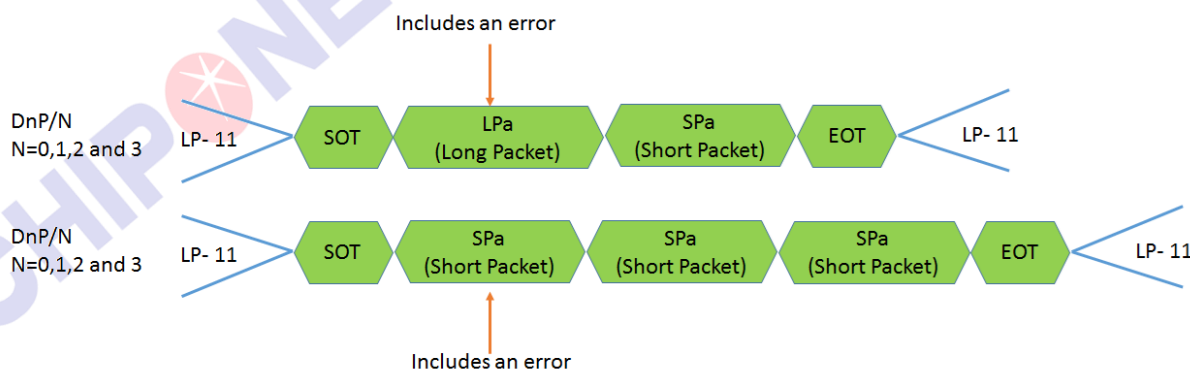 CHIPONE
Includes an error
DnP/N
N=0,1,2 and 3
LP- 11
SOT
LPa
(Long Packet)
SPa
(Short Packet)
EOT
LP- 11
DnP/N
N=0,1,2 and 3
LP- 11
SOT
SPa
(Short Packet)
SPa
(Short Packet)
SPa
(Short Packet)
EOT
LP- 11
Includes an error